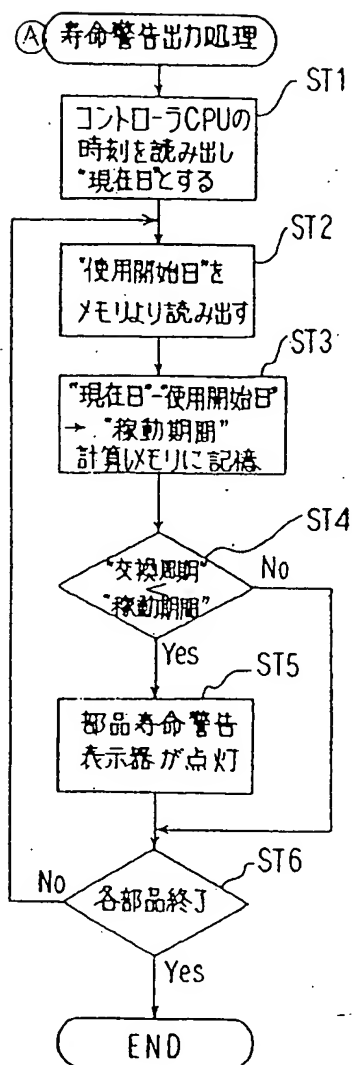 Ⓐ 寿命警告出力処理
ST1
コントローラCPUの
時刻を読み出し
"現在日"とする
ST2
"使用開始日"を
メモリより読み出す
ST3
"現在日"-"使用開始日"
→ "稼動期間"
計算しメモリに記憶
ST4
"交換周期"
<
"稼動期間"
No
Yes
ST5
部品寿命警告
表示器が点灯
ST6
No
各部品終了
Yes
END